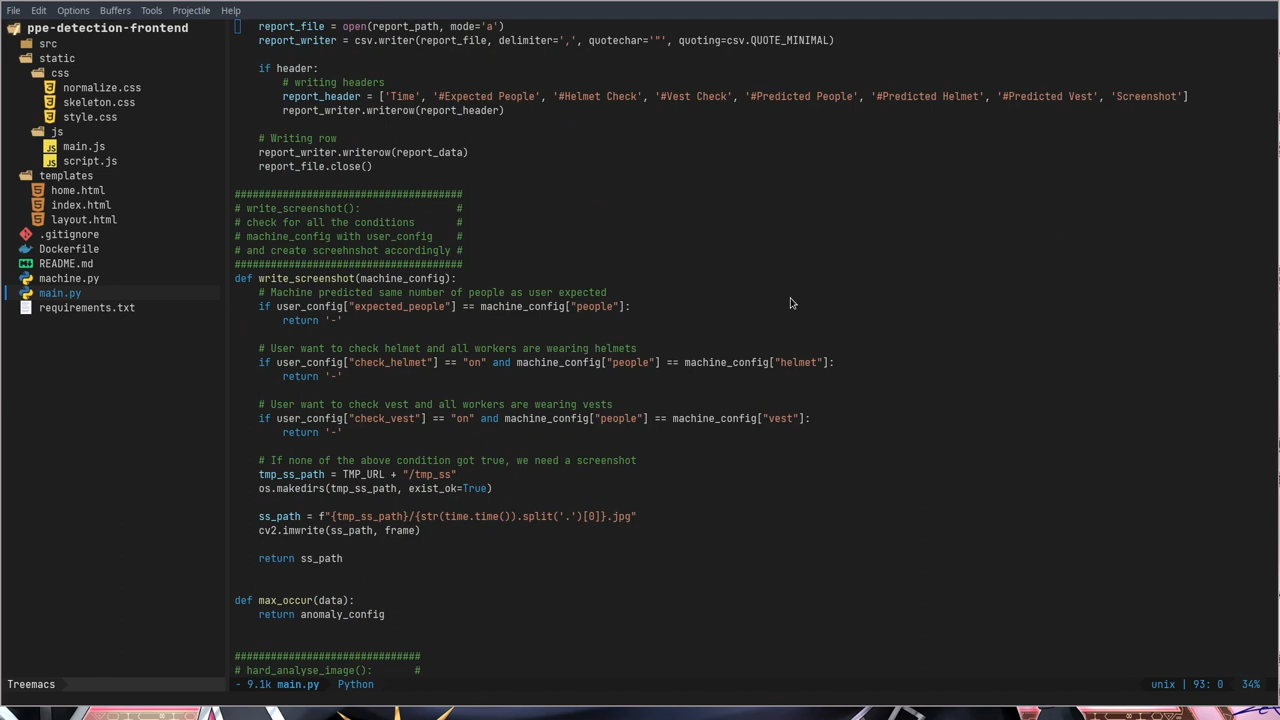 File Edit Options Buffers Tools Projectile Help
ppe-detection-frontend
src
static
css
normalize.css
skeleton.css
style.css
js
main.js
script.js
templates
home.html
index.html
layout.html
.gitignore
Dockerfile
README.md
machine.py
main.py
requirements.txt
Treemacs
report_file = open(report_path, mode='a')
report_writer = csv.writer(report_file, delimiter=',', quotechar='"', quoting=csv.QUOTE_MINIMAL)
if header:
# writing headers
report_header = ['Time', '#Expected People', '#Helmet Check', '#Vest Check', '#Predicted People', '#Predicted Helmet', '#Predicted Vest', 'Screenshot']
report_writer.writerow(report_header)
# Writing row
report_writer.writerow(report_data)
report_file.close()
######################################
# write_screenshot():                #
# check for all the conditions
# machine_config with user_config    #
# and create screehnshot accordingly #
######################################
def write_screenshot(machine_config):
# Machine predicted same number of people as user expected
if user_config["expected_people"] == machine_config["people"]:
return '-'
# User want to check helmet and all workers are wearing helmets
if user_config["check_helmet"] == "on" and machine_config["people"] == machine_config["helmet"]:
return '-'
# User want to check vest and all workers are wearing vests
if user_config["check_vest"] == "on" and machine_config["people"] == machine_config["vest"]:
return '-'
# If none of the above condition got true, we need a screenshot
tmp_ss_path = TMP_URL + "/tmp_ss"
os.makedirs(tmp_ss_path, exist_ok=True)
ss_path = f"{tmp_ss_path}/{str(time.time()).split('.')[0]}.jpg"
cv2.imwrite(ss_path, frame)
return ss_path
def max_occur(data):
return anomaly_config
###############################
# hard_analyse_image():       #
- 9.1k main.py Python unix | 93: 0 34%